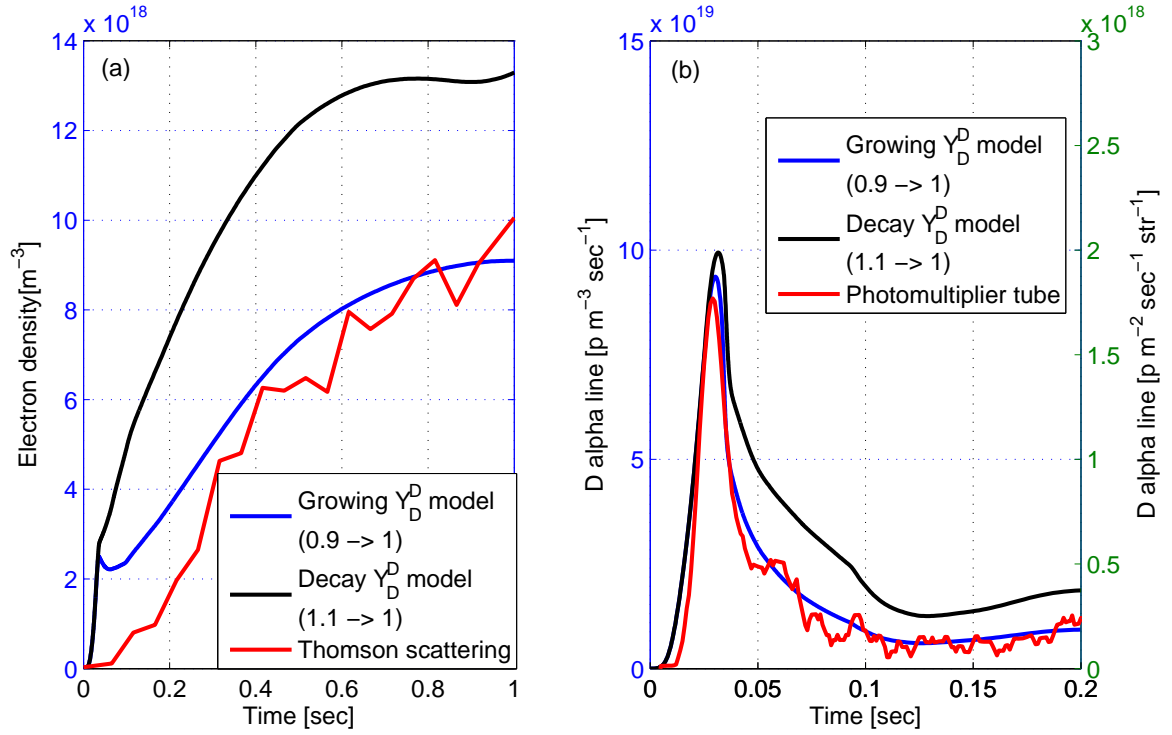 x 10^18
14
12
10
8
6
4
2
0
0 0.2 0.4 0.6 0.8 1
Electron density[m^−3]
Time [sec]
(a)
Growing Y_D^D model
(0.9 −> 1)
Decay Y_D^D model
(1.1 −> 1)
Thomson scattering
x 10^19
15
10
5
0
0 0.05 0.1 0.15 0.2
D alpha line [p m^−3 sec^−1]
Time [sec]
(b)
Growing Y_D^D model
(0.9 −> 1)
Decay Y_D^D model
(1.1 −> 1)
Photomultiplier tube
x 10^18
3
2.5
2
1.5
1
0.5
0
D alpha line [p m^−2 sec^−1 str^−1]